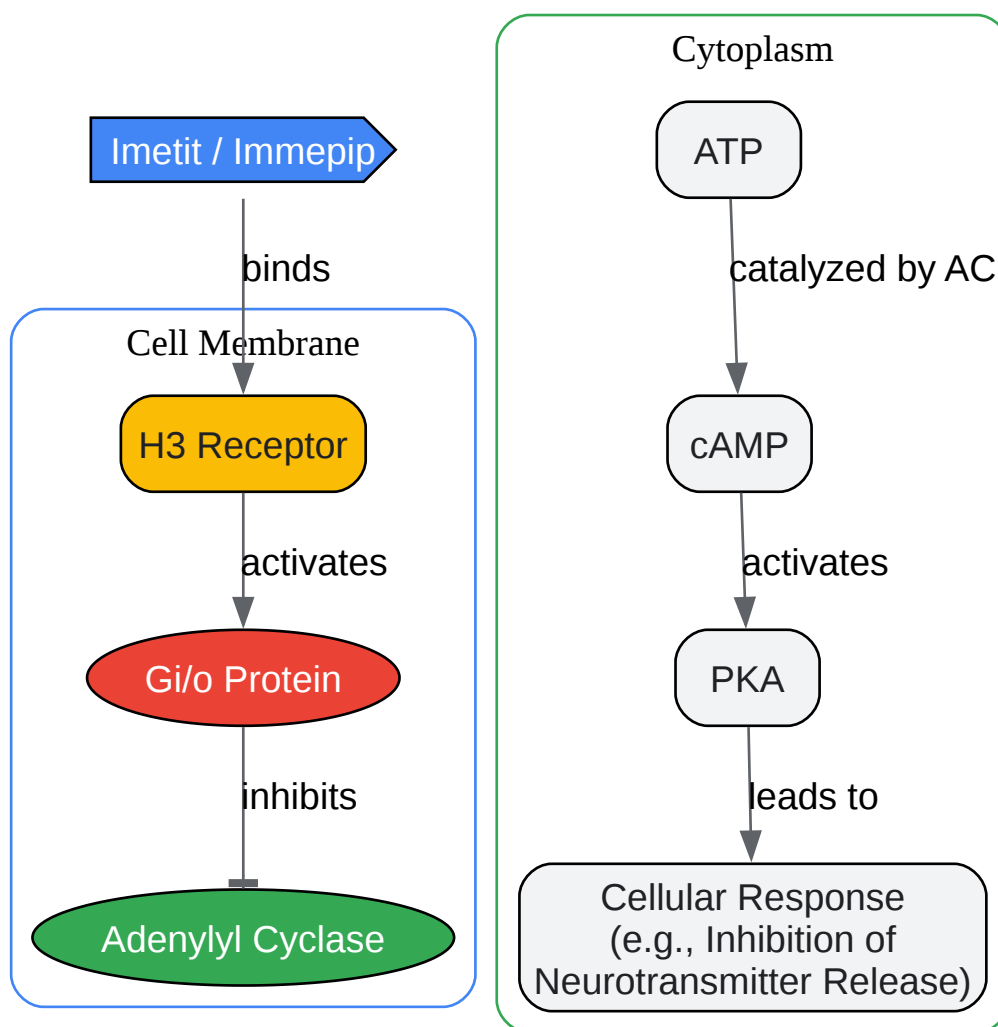 Imetit / Immepip
binds
Cell Membrane
H3 Receptor
activates
Gi/o Protein
inhibits
Adenylyl Cyclase
Cytoplasm
ATP
catalyzed by AC
cAMP
activates
PKA
leads to
Cellular Response
(e.g., Inhibition of
Neurotransmitter Release)